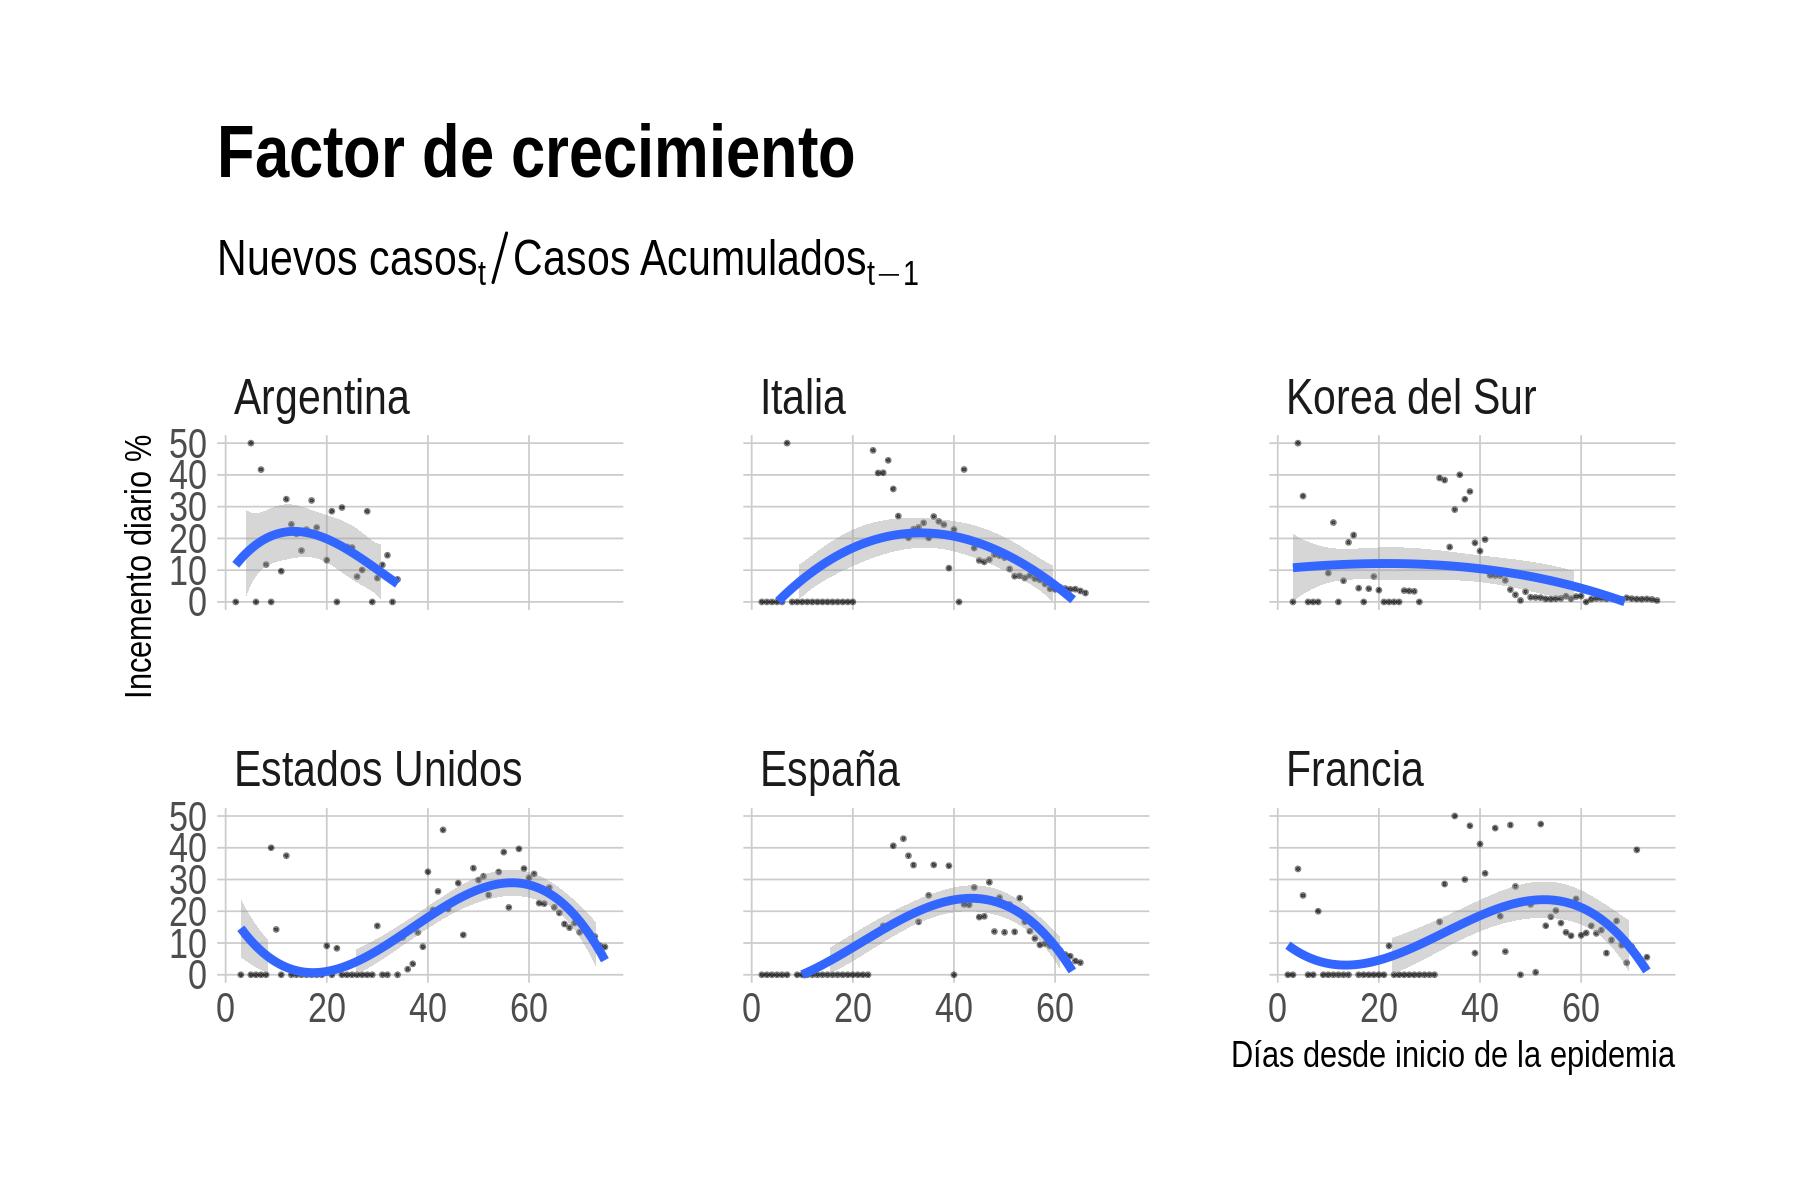 Factor de crecimiento
Nuevos casos_t / Casos Acumulados_t−1
Argentina
Italia
Korea del Sur
Incemento diario %
50
40
30
20
10
0
Estados Unidos
España
Francia
50
40
30
20
10
0
0 20 40 60
0 20 40 60
0 20 40 60
Días desde inicio de la epidemia